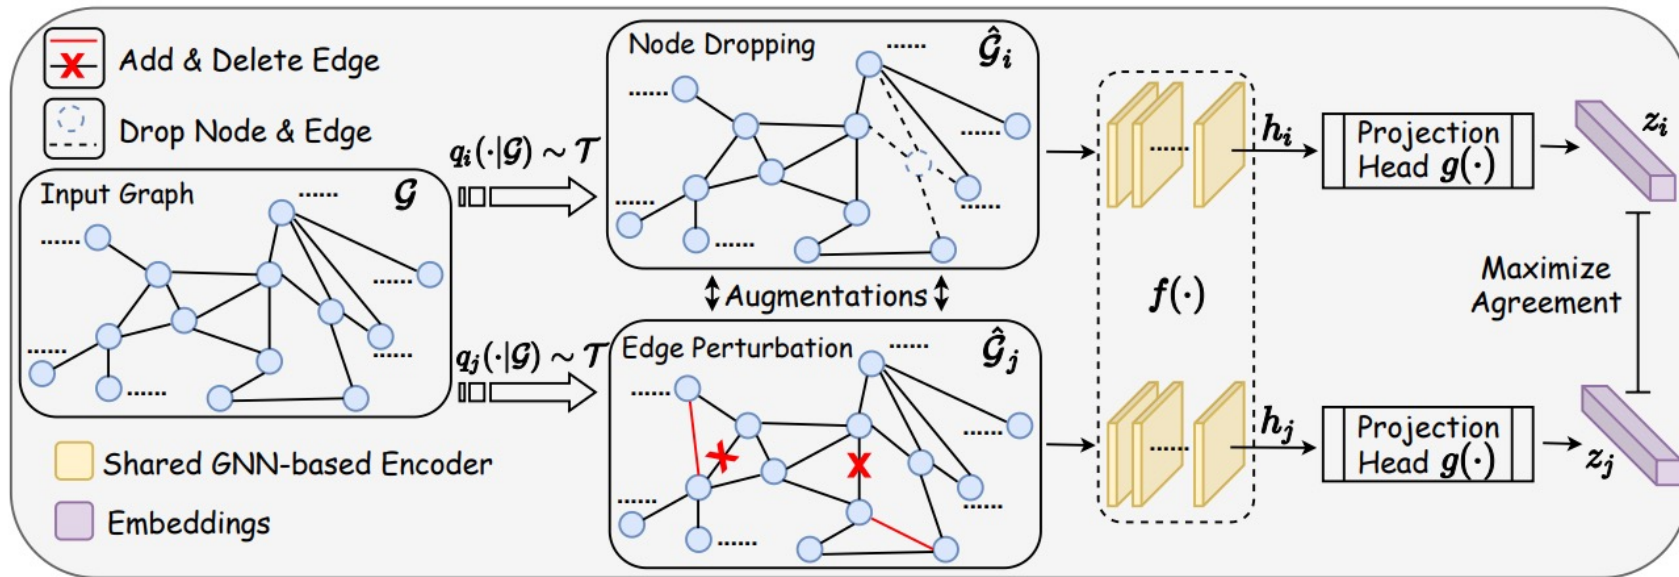 Add & Delete Edge
Drop Node & Edge
Input Graph 𝒢
......
......
......
......
......
......
Shared GNN-based Encoder
Embeddings
qᵢ(·|𝒢) ~ 𝒯
qⱼ(·|𝒢) ~ 𝒯
Node Dropping 𝒢̂ᵢ
......
......
......
......
......
......
Augmentations
Edge Perturbation 𝒢̂ⱼ
......
......
......
......
......
......
......
f(·)
......
hᵢ
hⱼ
Projection
Head g(·)
Projection
Head g(·)
zᵢ
Maximize
Agreement
zⱼ